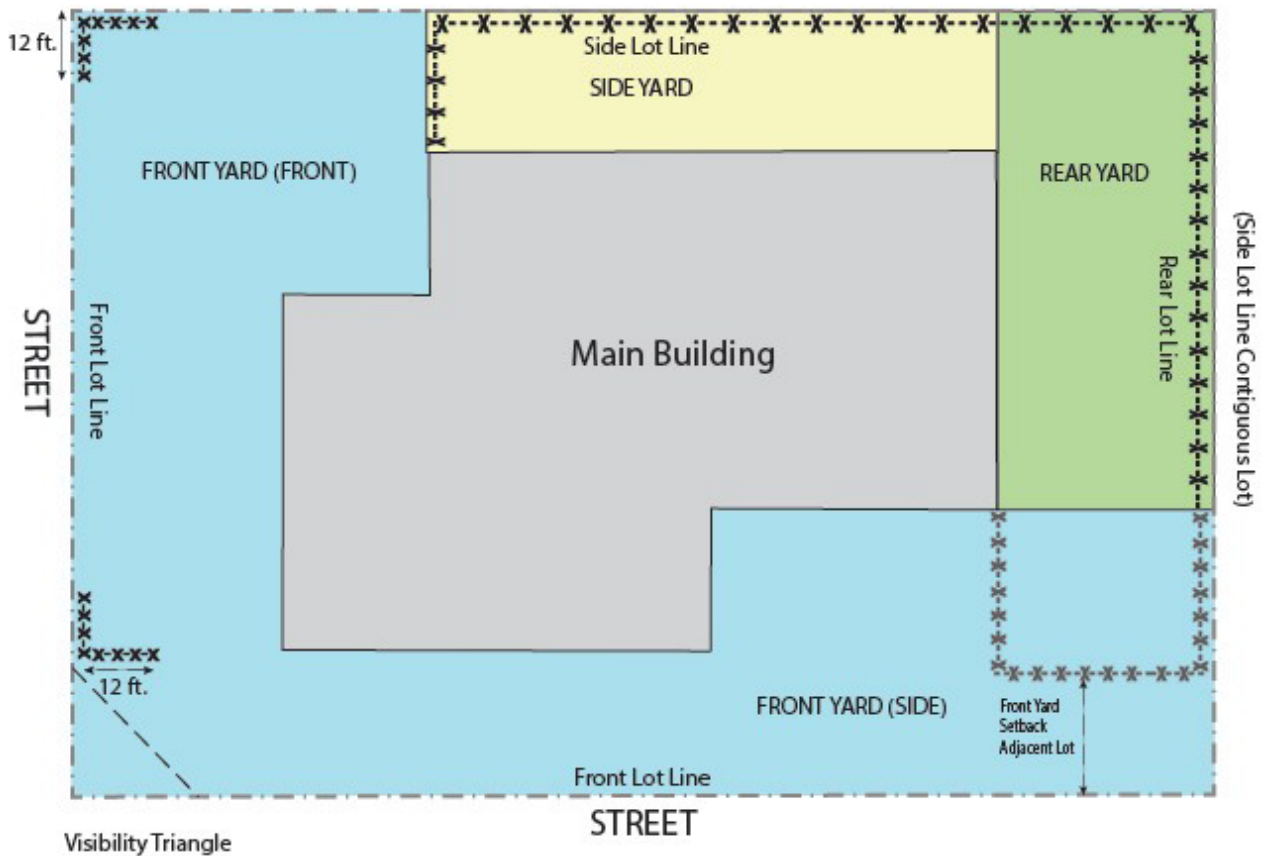 12 ft.
Side Lot Line
SIDE YARD
FRONT YARD (FRONT)
REAR YARD
(Side Lot Line Contiguous Lot)
Rear Lot Line
Front Lot Line
STREET
Main Building
12 ft.
FRONT YARD (SIDE)
Front Yard
Setback
Adjacent Lot
Front Lot Line
STREET
Visibility Triangle